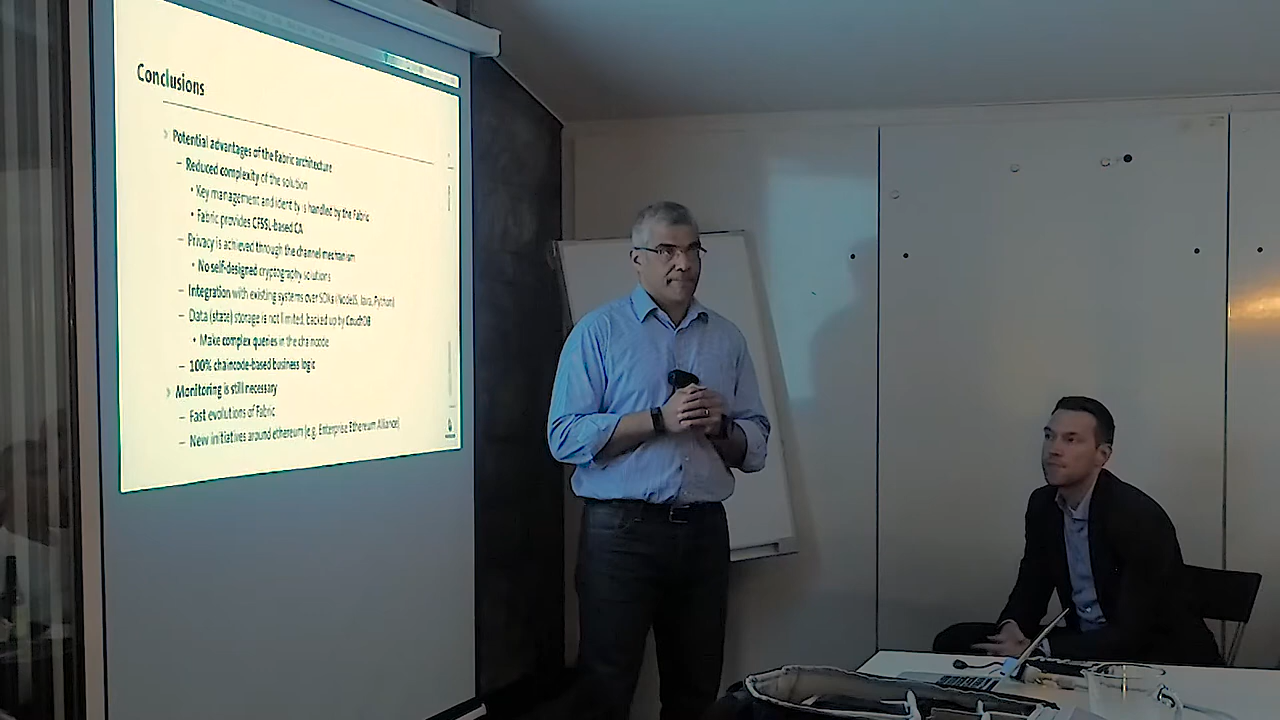 Conclusions
Potential advantages of the Fabric architecture
– Reduced complexity of the solution
• Key management and identity is handled by the Fabric
• Fabric provides CFSSL-based CA
– Privacy is achieved through the channel mechanism
• No self-designed cryptography solutions
– Integration with existing systems over SDKs (NodeJS, Java, Python)
– Data (state) storage is not limited, backed up by CouchDB
• Make complex queries in the chaincode
– 100% chaincode-based business logic
Monitoring is still necessary
– Fast evolutions of Fabric
– New initiatives around ethereum (e.g. Enterprise Ethereum Alliance)